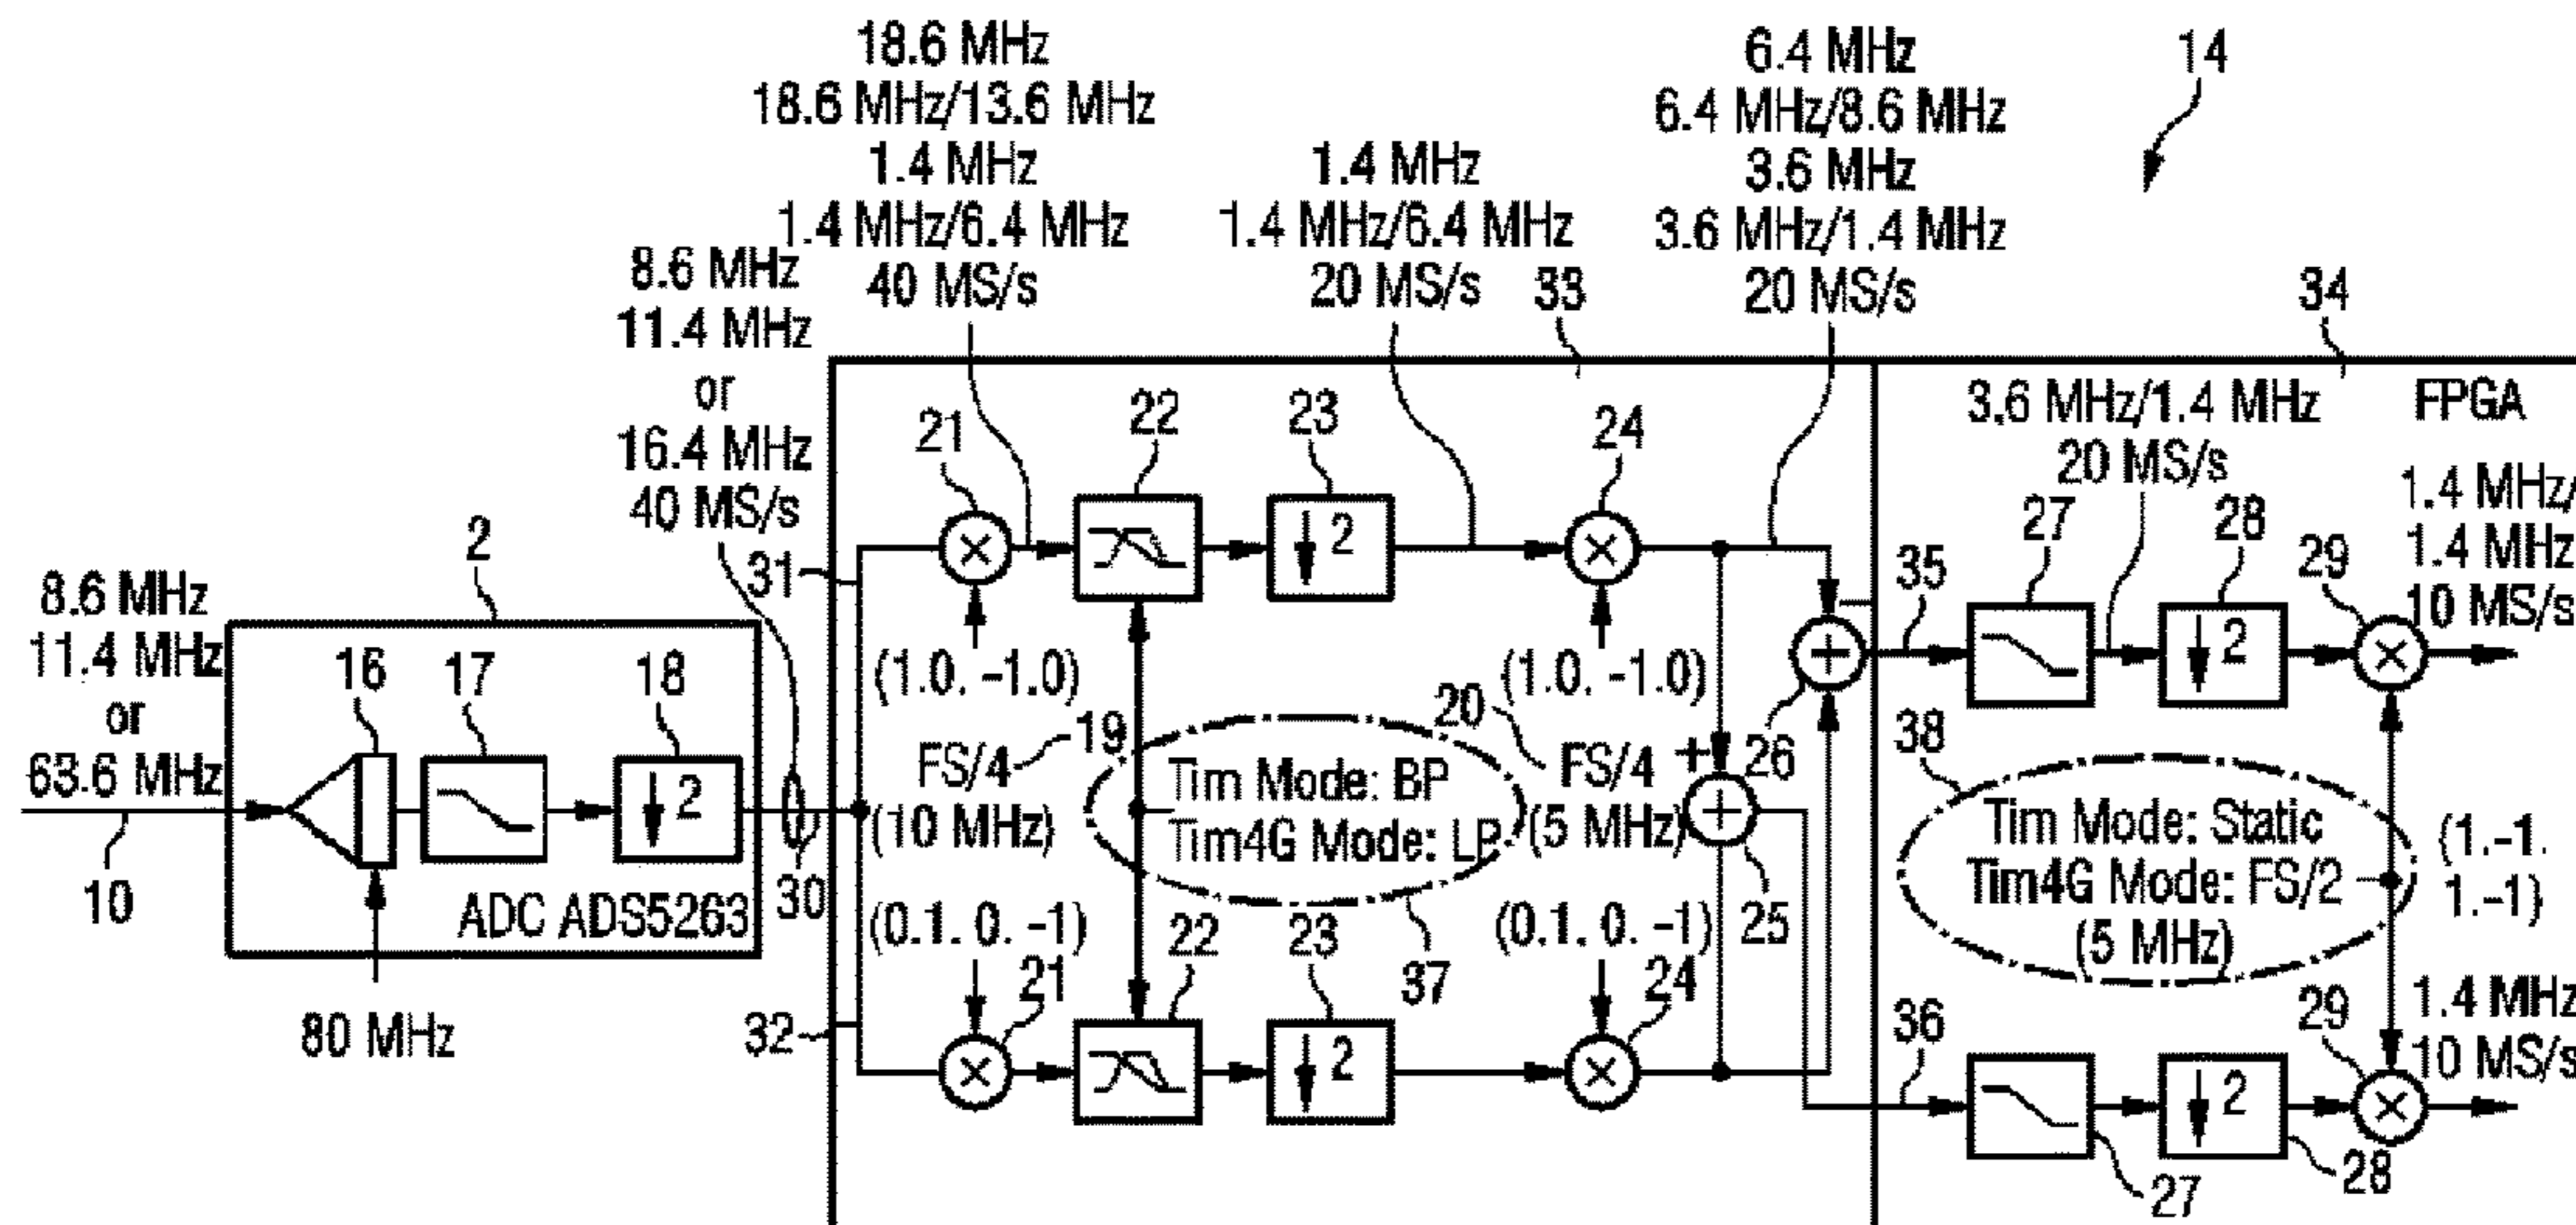 18.6 MHz
18.6 MHz/13.6 MHz
1.4 MHz
1.4 MHz/6.4 MHz
40 MS/s
1.4 MHz
1.4 MHz/6.4 MHz
20 MS/s
33
6.4 MHz
6.4 MHz/8.6 MHz
3.6 MHz
3.6 MHz/1.4 MHz
20 MS/s
14
34
8.6 MHz
11.4 MHz
or
16.4 MHz
40 MS/s
8.6 MHz
11.4 MHz
or
63.6 MHz
10
2
16
17
18
2
ADC ADS5263
80 MHz
30
31
32
21
22
23
2
24
(1.0. -1.0)
(1.0. -1.0)
FS/4
(10 MHz)
19
Tim Mode: BP
Tim4G Mode: LP
20
FS/4
(5 MHz)
+
26
25
37
(0.1. 0. -1)
21
22
23
2
(0.1. 0. -1)
24
3.6 MHz/1.4 MHz
20 MS/s
FPGA
35
27
28
2
29
1.4 MHz/
1.4 MHz
10 MS/s
38
Tim Mode: Static
Tim4G Mode: FS/2
(5 MHz)
(1.-1.
1.-1)
36
27
2
28
29
1.4 MHz
10 MS/s